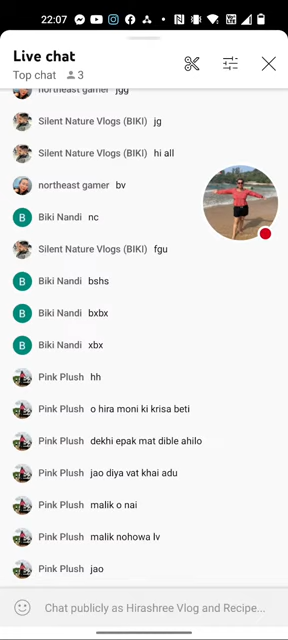 22:07
Live chat
Top chat 3
northeast gamer jgg
Silent Nature Vlogs (BIKI) jg
Silent Nature Vlogs (BIKI) hi all
northeast gamer bv
B Biki Nandi nc
Silent Nature Vlogs (BIKI) fgu
B Biki Nandi bshs
B Biki Nandi bxbx
B Biki Nandi xbx
Pink Plush hh
Pink Plush o hira moni ki krisa beti
Pink Plush dekhi epak mat dible ahilo
Pink Plush jao diya vat khai adu
Pink Plush malik o nai
Pink Plush malik nohowa lv
Pink Plush jao
Chat publicly as Hirashree Vlog and Recipe...